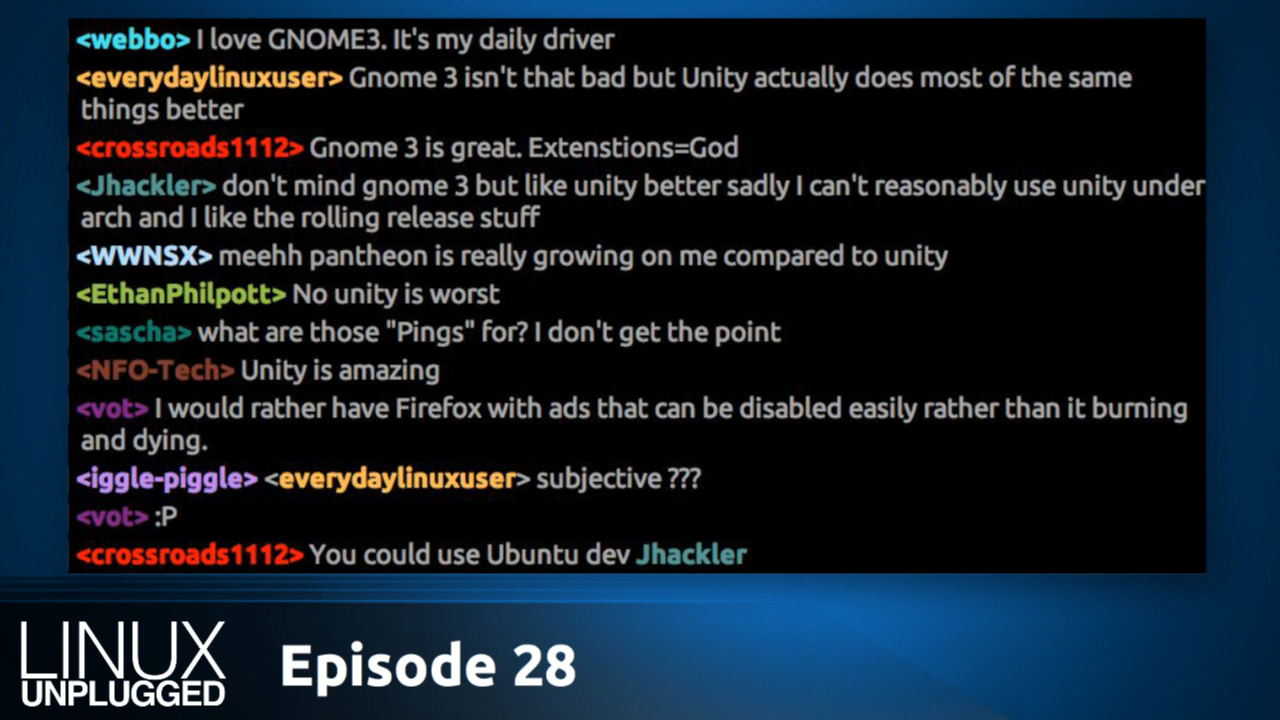 <webbo> I love GNOME3. It's my daily driver
<everydaylinuxuser> Gnome 3 isn't that bad but Unity actually does most of the same
things better
<crossroads1112> Gnome 3 is great. Extenstions=God
<Jhackler> don't mind gnome 3 but like unity better sadly I can't reasonably use unity under
arch and I like the rolling release stuff
<WWNSX> meehh pantheon is really growing on me compared to unity
<EthanPhilpott> No unity is worst
<sascha> what are those "Pings" for? I don't get the point
<NFO-Tech> Unity is amazing
<vot> I would rather have Firefox with ads that can be disabled easily rather than it burning
and dying.
<iggle-piggle> <everydaylinuxuser> subjective ???
<vot> :P
<crossroads1112> You could use Ubuntu dev Jhackler
LINUX
UNPLUGGED
Episode 28